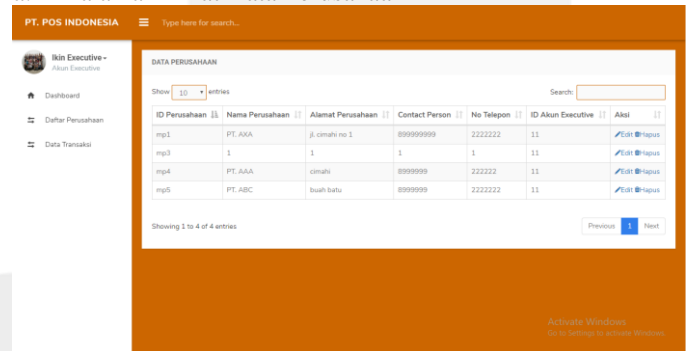 PT. POS INDONESIA
Type here for search...
Ikin Executive
Akun Executive
Dashboard
Daftar Perusahaan
Data Transaksi
DATA PERUSAHAAN
Show 10 entries
Search:
ID Perusahaan Nama Perusahaan Alamat Perusahaan Contact Person No Telepon ID Akun Executive Aksi
mp1 PT. AXA jl. cimahi no 1 899999999 2222222 11 Edit Hapus
mp3 1 1 1 1 11 Edit Hapus
mp4 PT. AAA cimahi 8999999 222222 11 Edit Hapus
mp5 PT. ABC buah batu 8999999 2222222 11 Edit Hapus
Showing 1 to 4 of 4 entries
Previous 1 Next
Activate Windows
Go to Settings to activate Windows.